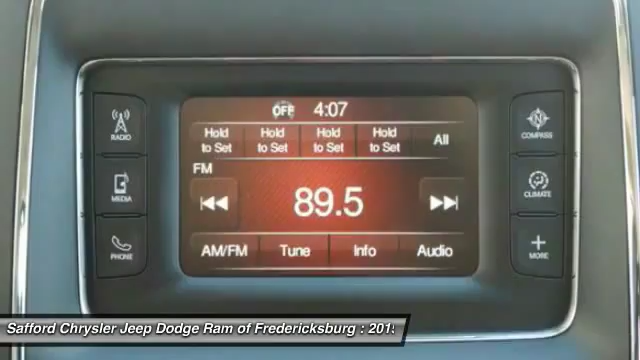 OFF 4:07
Hold to Set Hold to Set Hold to Set Hold to Set All
FM
89.5
AM/FM Tune Info Audio
RADIO
MEDIA
PHONE
COMPASS
CLIMATE
MORE
Safford Chrysler Jeep Dodge Ram of Fredericksburg : 201